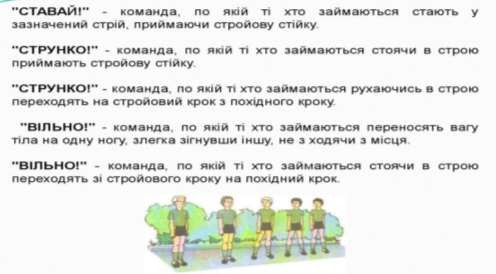 "СТАВАЙ!" - команда, по якій ті хто займаються стають у
зазначений стрій, приймаючи стройову стійку.
"СТРУНКО!" - команда, по якій ті хто займаються стоячи в строю
приймають стройову стійку.
"СТРУНКО!" - команда, по якій ті хто займаються рухаючись в строю
переходять на стройовий крок з похідного кроку.
"ВІЛЬНО!" - команда, по якій ті хто займаються переносять вагу
тіла на одну ногу, злегка зігнувши іншу, не з ходячи з місця.
"ВІЛЬНО!" - команда, по якій ті хто займаються стоячи в строю
переходять зі стройового кроку на похідний крок.